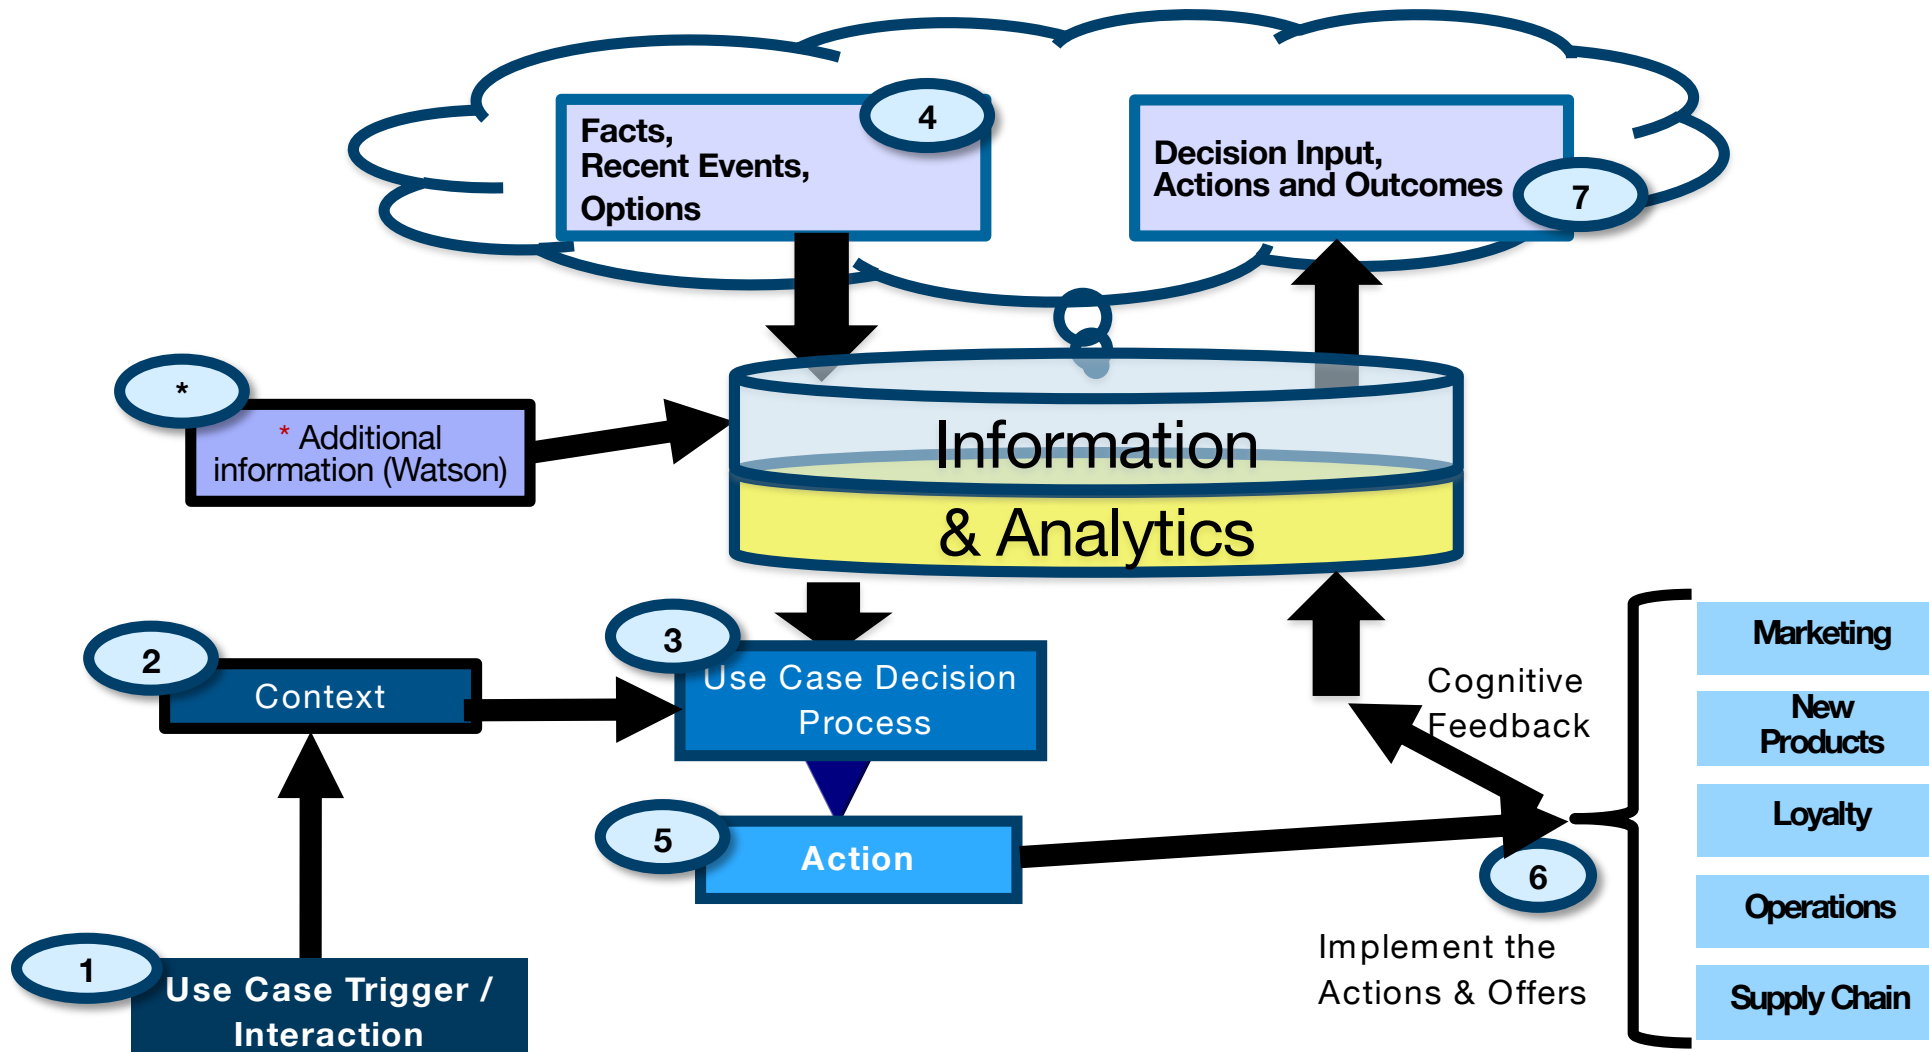 4
Facts,
Recent Events,
Options
Decision Input,
Actions and Outcomes
7
*
* Additional
information (Watson)
Information
& Analytics
2
Context
3
Use Case Decision
Process
Cognitive
Feedback
5
Action
6
Implement the
Actions & Offers
1
Use Case Trigger /
Interaction
Marketing
New
Products
Loyalty
Operations
Supply Chain